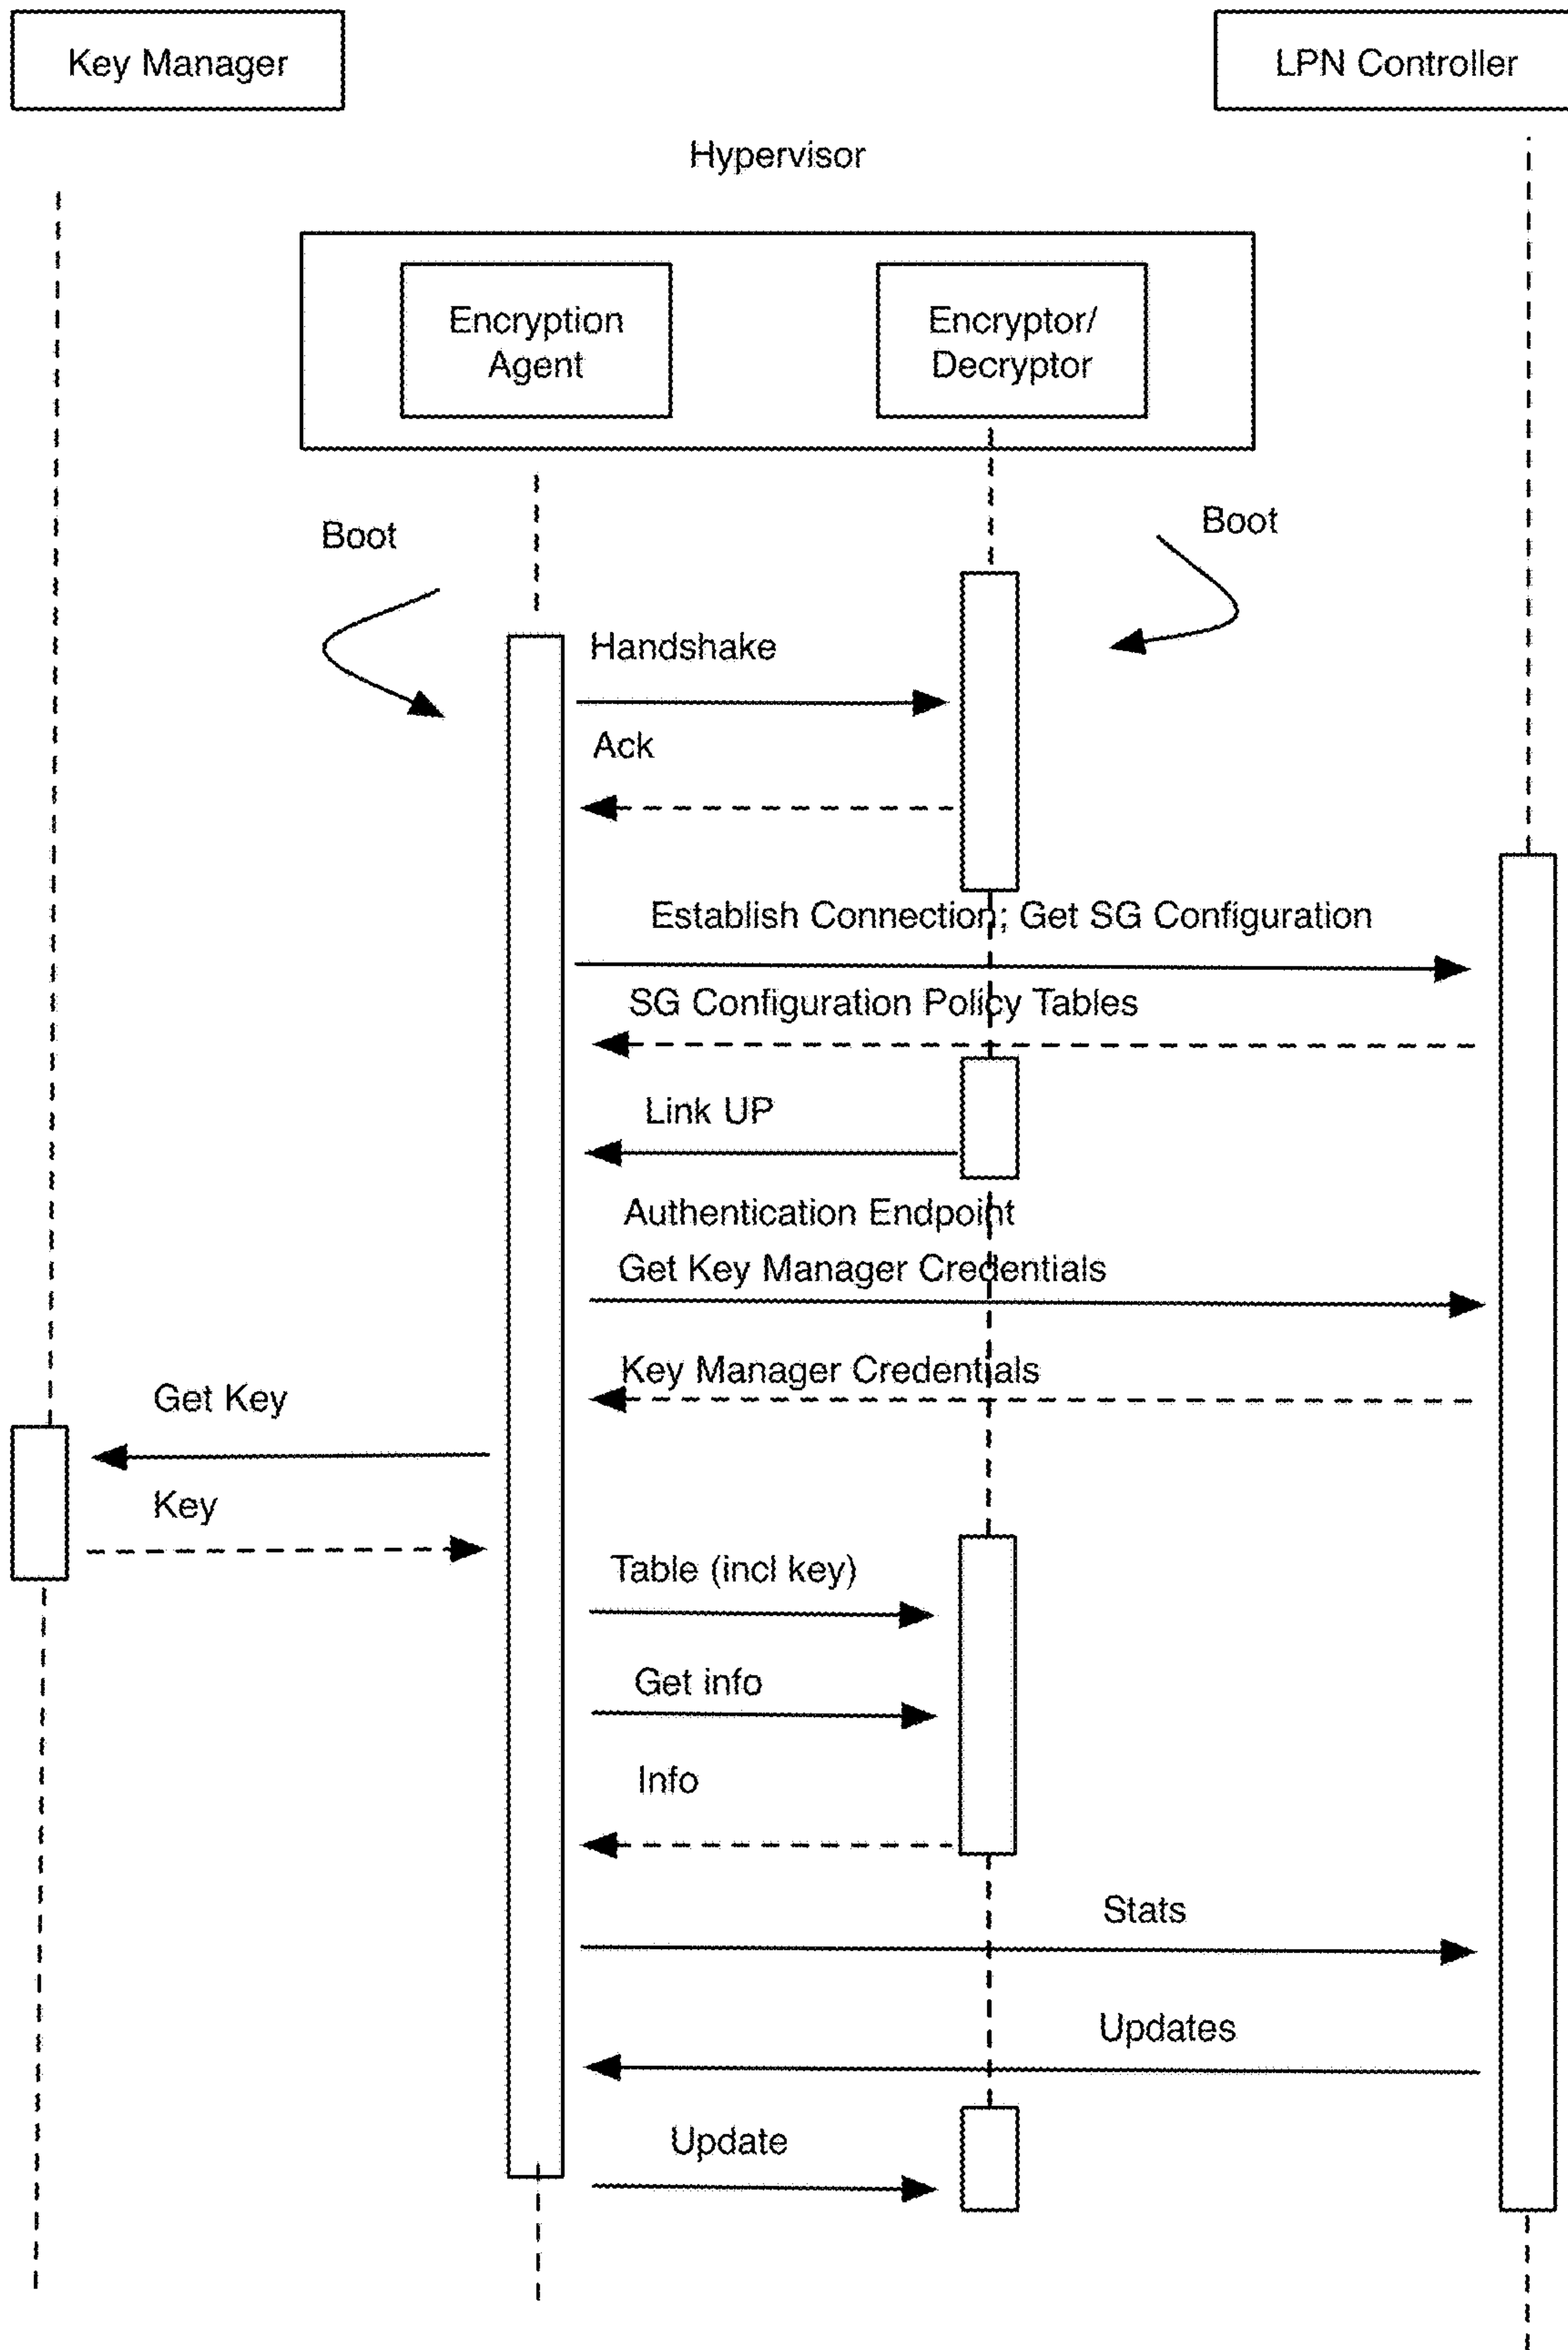 Key Manager
LPN Controller
Hypervisor
Encryption
Agent
Encryptor/
Decryptor
Boot
Boot
Handshake
Ack
Establish Connection; Get SG Configuration
SG Configuration Policy Tables
Link UP
Authentication Endpoint
Get Key Manager Credentials
Key Manager Credentials
Get Key
Key
Table (incl key)
Get info
Info
Stats
Updates
Update